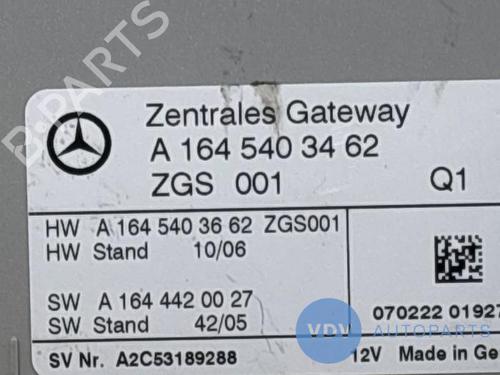 Zentrales Gateway
A 164 540 34 62
ZGS 001 Q1
HW A 164 540 36 62 ZGS001
HW Stand 10/06
SW A 164 442 00 27
SW Stand 42/05
070222 01927
SV Nr. A2C53189288 12V Made in Ge
B-PARTS
VDV AUTOPARTS